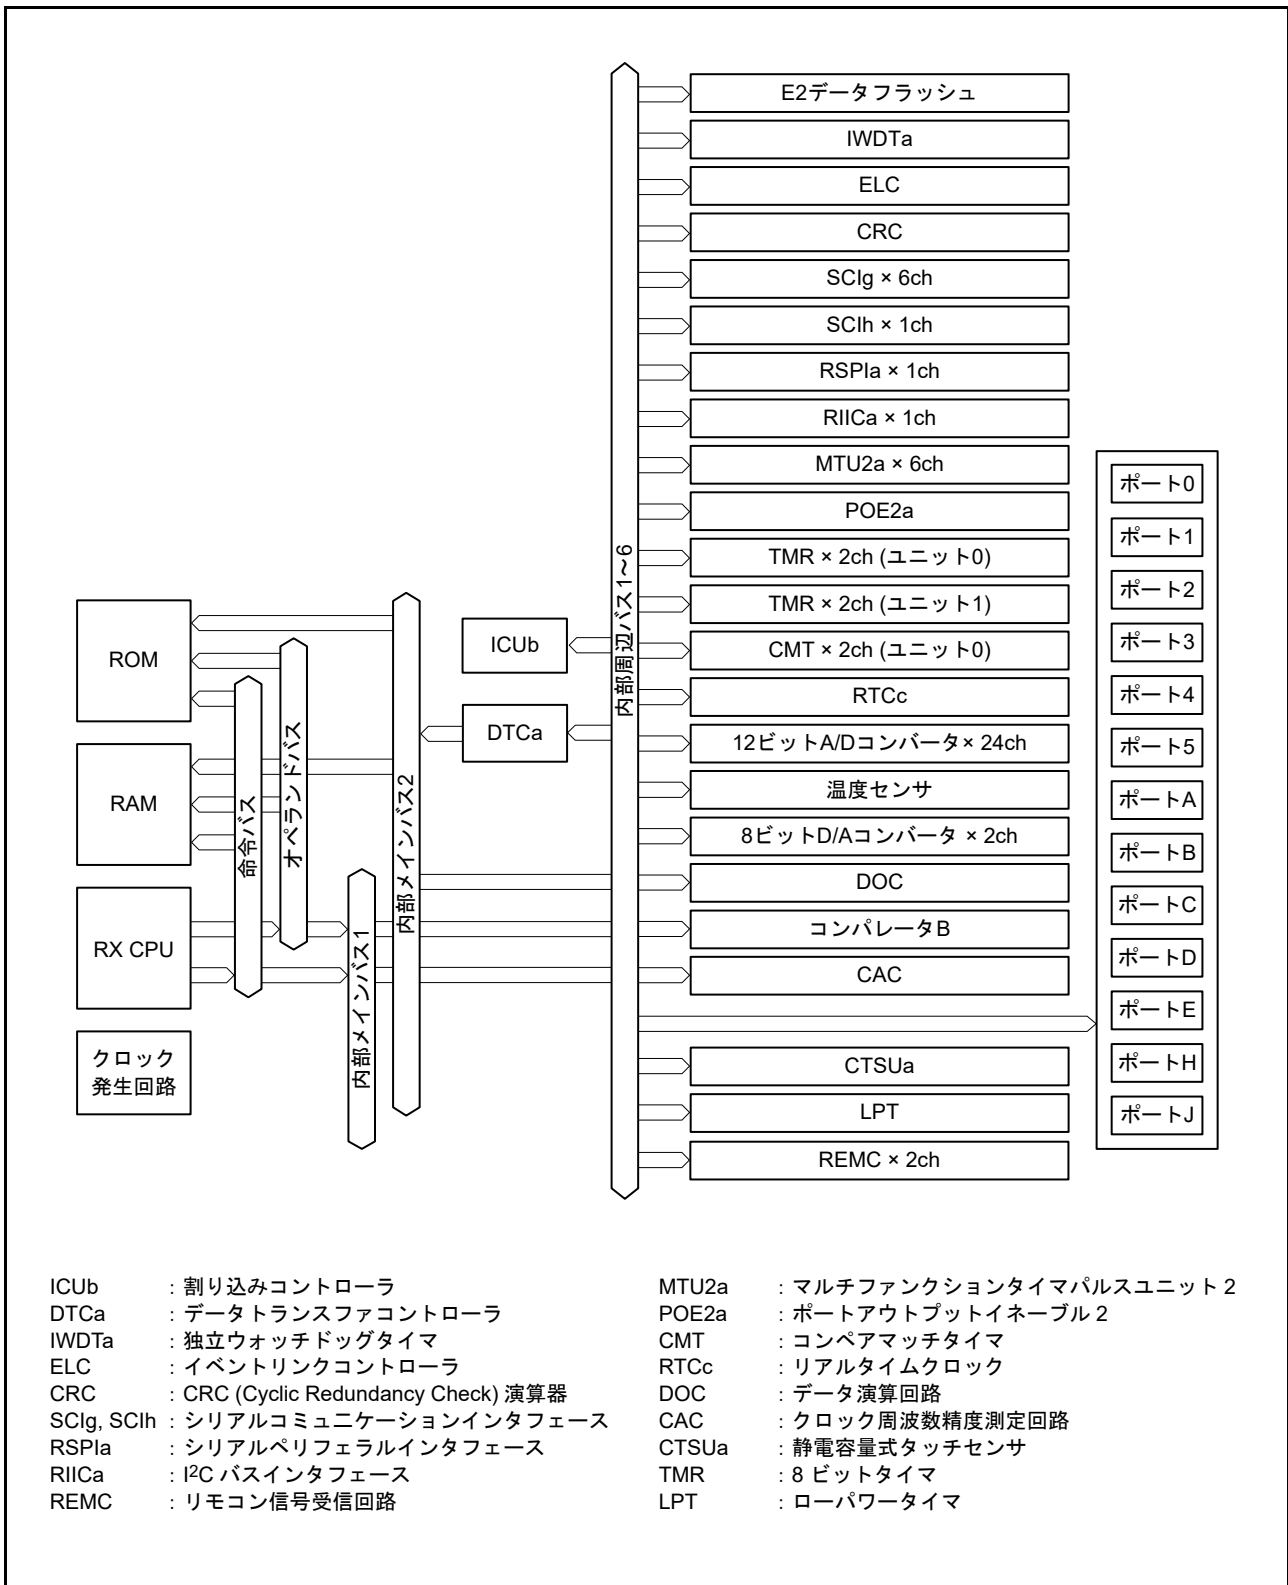 E2データフラッシュ
IWDTa
ELC
CRC
SCIg × 6ch
SCIh × 1ch
RSPIa × 1ch
RIICa × 1ch
MTU2a × 6ch
POE2a
TMR × 2ch (ユニット0)
TMR × 2ch (ユニット1)
CMT × 2ch (ユニット0)
RTCc
12ビットA/Dコンバータ× 24ch
温度センサ
8ビットD/Aコンバータ × 2ch
DOC
コンパレータB
CAC
CTSUa
LPT
REMC × 2ch
ポート0
ポート1
ポート2
ポート3
ポート4
ポート5
ポートA
ポートB
ポートC
ポートD
ポートE
ポートH
ポートJ
内部周辺バス1~6
ICUb
DTCa
内部メインバス2
内部メインバス1
オペランドバス
命令バス
ROM
RAM
RX CPU
クロック
発生回路
ICUb : 割り込みコントローラ
DTCa : データトランスファコントローラ
IWDTa : 独立ウォッチドッグタイマ
ELC : イベントリンクコントローラ
CRC : CRC (Cyclic Redundancy Check) 演算器
SCIg, SCIh : シリアルコミュニケーションインタフェース
RSPIa : シリアルペリフェラルインタフェース
RIICa : I2C バスインタフェース
REMC : リモコン信号受信回路
MTU2a : マルチファンクションタイマパルスユニット 2
POE2a : ポートアウトプットイネーブル 2
CMT : コンペアマッチタイマ
RTCc : リアルタイムクロック
DOC : データ演算回路
CAC : クロック周波数精度測定回路
CTSUa : 静電容量式タッチセンサ
TMR : 8 ビットタイマ
LPT : ローパワータイマ